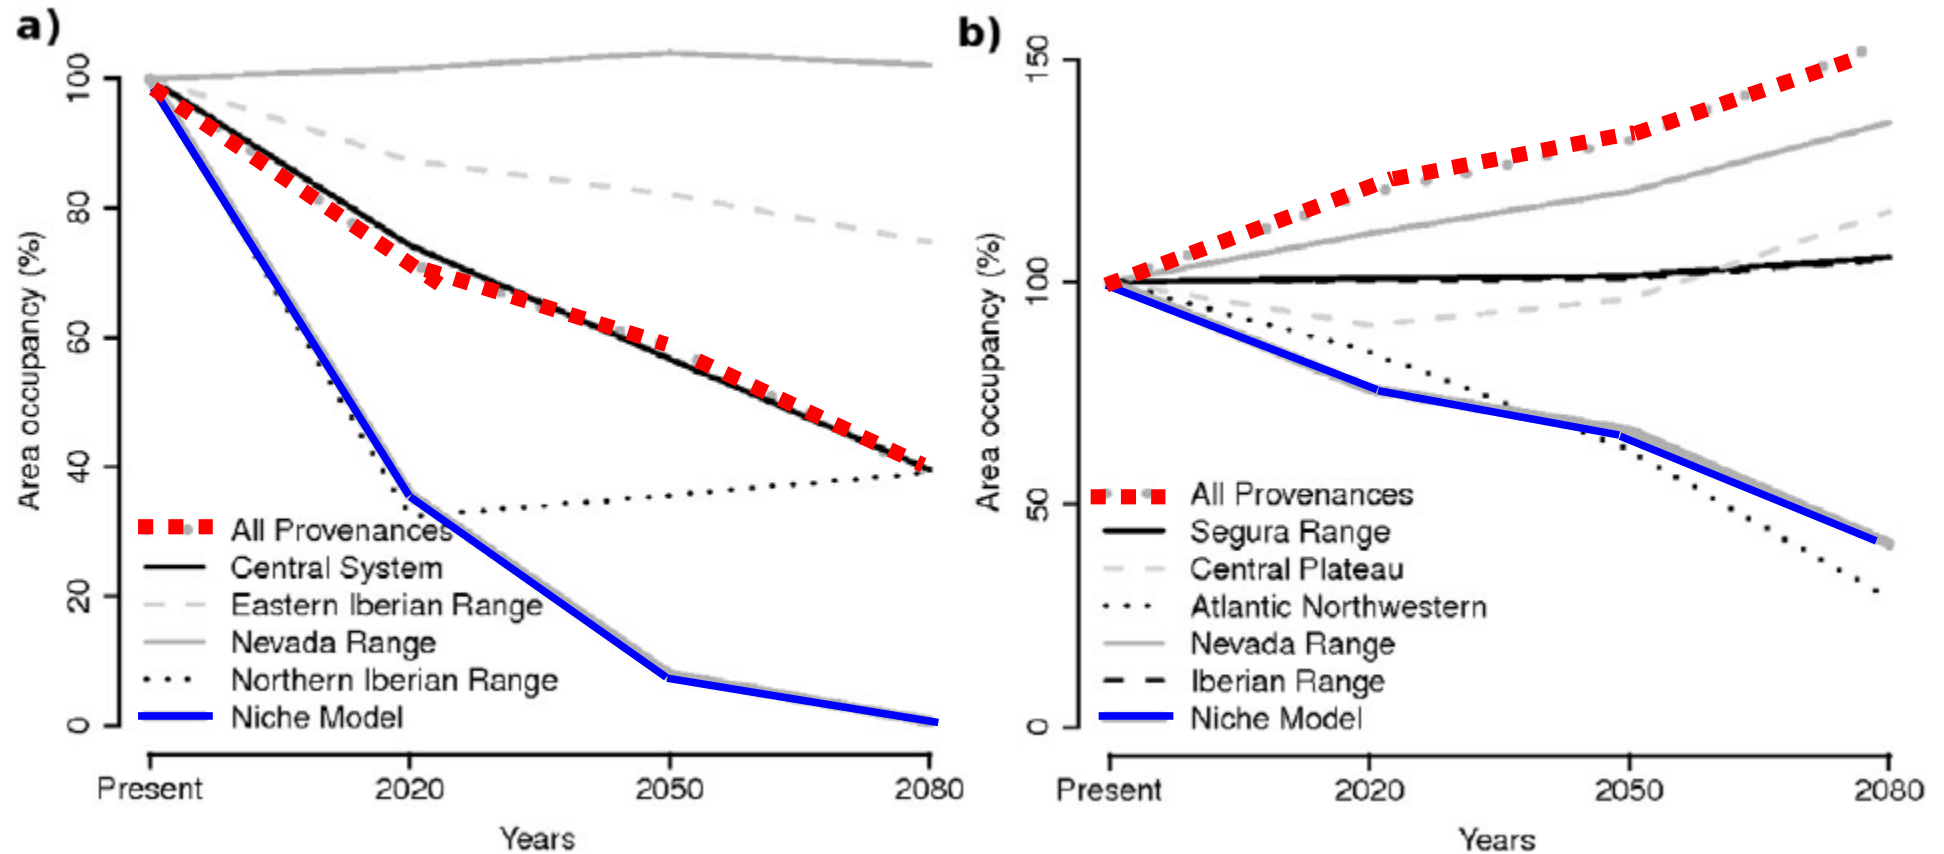 a)
100
80
60
40
20
0
Area occupancy (%)
All Provenances
Central System
Eastern Iberian Range
Nevada Range
Northern Iberian Range
Niche Model
Present 2020 2050 2080
Years
b)
150
100
50
0
Area occupancy (%)
All Provenances
Segura Range
Central Plateau
Atlantic Northwestern
Nevada Range
Iberian Range
Niche Model
Present 2020 2050 2080
Years